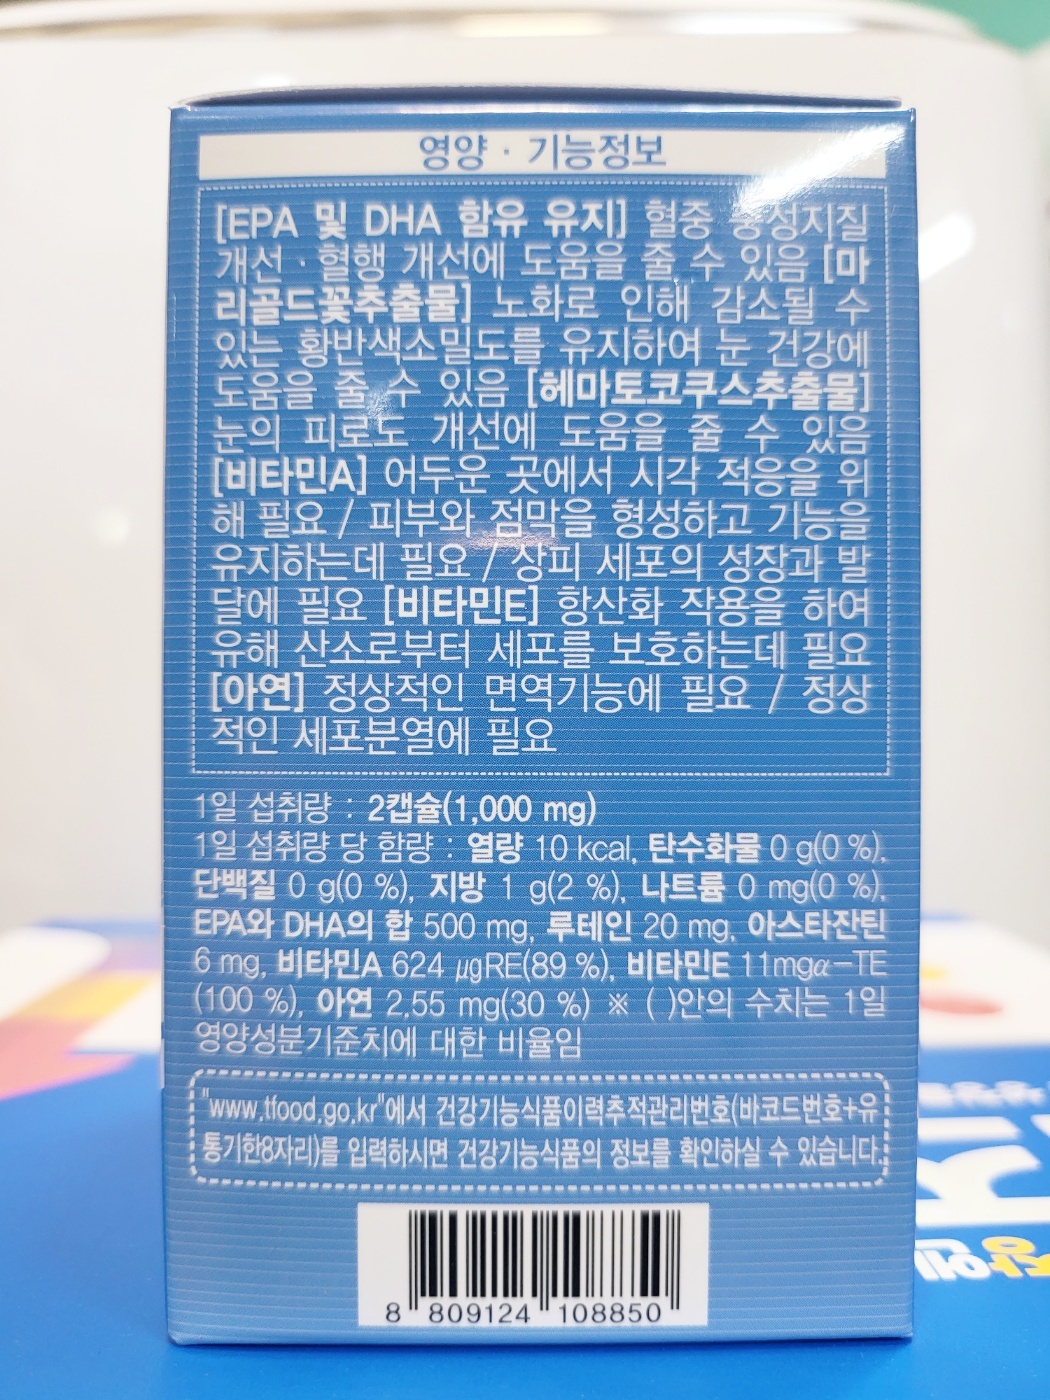 영양 · 기능정보
[EPA 및 DHA 함유 유지] 혈중 중성지질
개선 · 혈행 개선에 도움을 줄 수 있음 [마
리골드꽃추출물] 노화로 인해 감소될 수
있는 황반색소밀도를 유지하여 눈 건강에
도움을 줄 수 있음 [헤마토코쿠스추출물]
눈의 피로도 개선에 도움을 줄 수 있음
[비타민A] 어두운 곳에서 시각 적응을 위
해 필요 / 피부와 점막을 형성하고 기능을
유지하는데 필요 / 상피 세포의 성장과 발
달에 필요 [비타민E] 항산화 작용을 하여
유해 산소로부터 세포를 보호하는데 필요
[아연] 정상적인 면역기능에 필요 / 정상
적인 세포분열에 필요
1일 섭취량 : 2캡슐(1,000 mg)
1일 섭취량 당 함량 : 열량 10 kcal, 탄수화물 0 g(0 %),
단백질 0 g(0 %), 지방 1 g(2 %), 나트륨 0 mg(0 %),
EPA와 DHA의 합 500 mg, 루테인 20 mg, 아스타잔틴
6 mg, 비타민A 624 μgRE(89 %), 비타민E 11mgα-TE
(100 %), 아연 2.55 mg(30 %) ※ ( )안의 수치는 1일
영양성분기준치에 대한 비율임
"www.tfood.go.kr"에서 건강기능식품이력추적관리번호(바코드번호+유
통기한8자리)를 입력하시면 건강기능식품의 정보를 확인하실 수 있습니다.
8 809124 108850